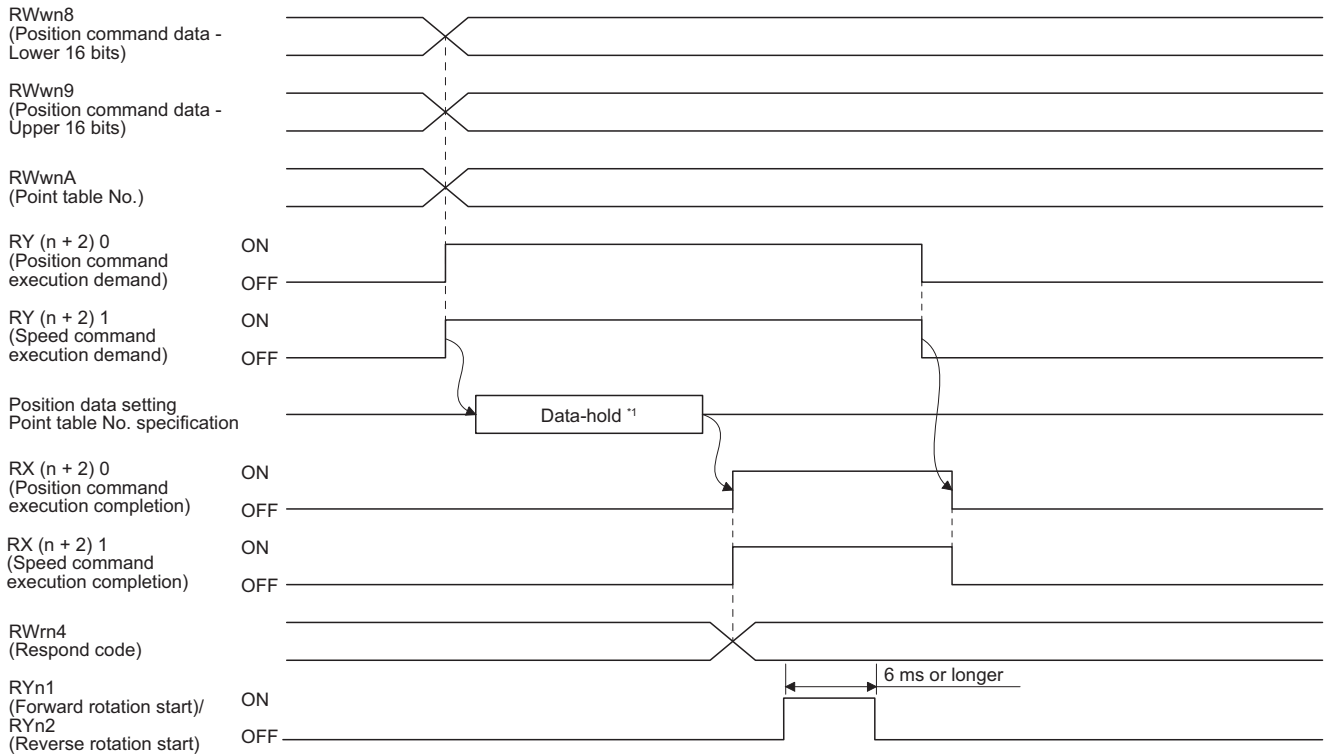 RWwn8
(Position command data -
Lower 16 bits)
RWwn9
(Position command data -
Upper 16 bits)
RWwnA
(Point table No.)
RY (n + 2) 0
(Position command
execution demand)
ON
OFF
RY (n + 2) 1
(Speed command
execution demand)
ON
OFF
Position data setting
Point table No. specification
Data-hold *1
RX (n + 2) 0
(Position command
execution completion)
ON
OFF
RX (n + 2) 1
(Speed command
execution completion)
ON
OFF
RWrn4
(Respond code)
6 ms or longer
RYn1
(Forward rotation start)/
RYn2
(Reverse rotation start)
ON
OFF